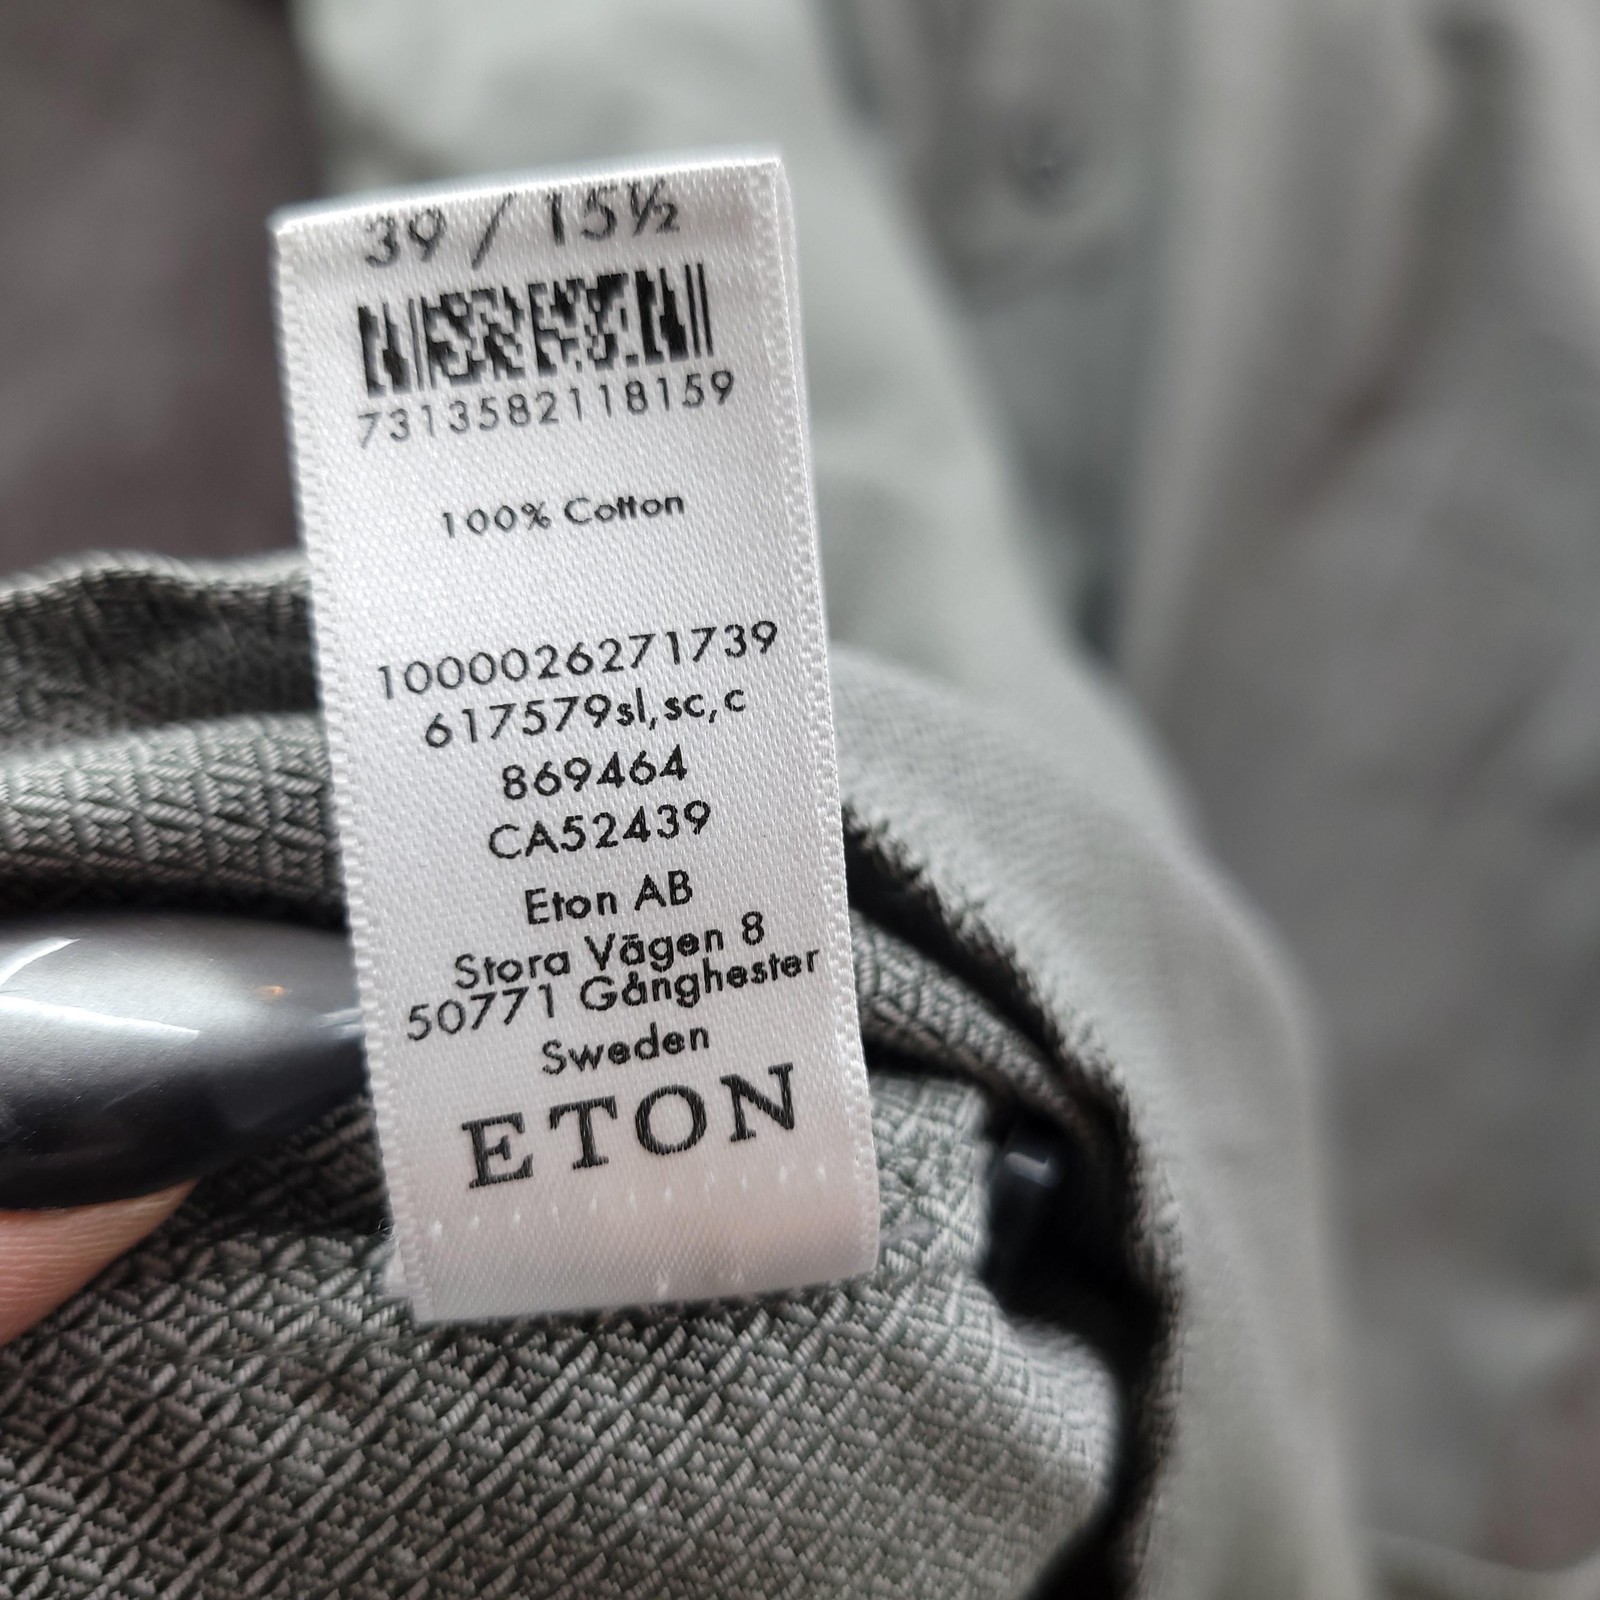 39 / 15½
7313582118159
100% Cotton
1000026271739
617579sl,sc,c
869464
CA52439
Eton AB
Stora Vägen 8
50771 Gånghester
Sweden
ETON